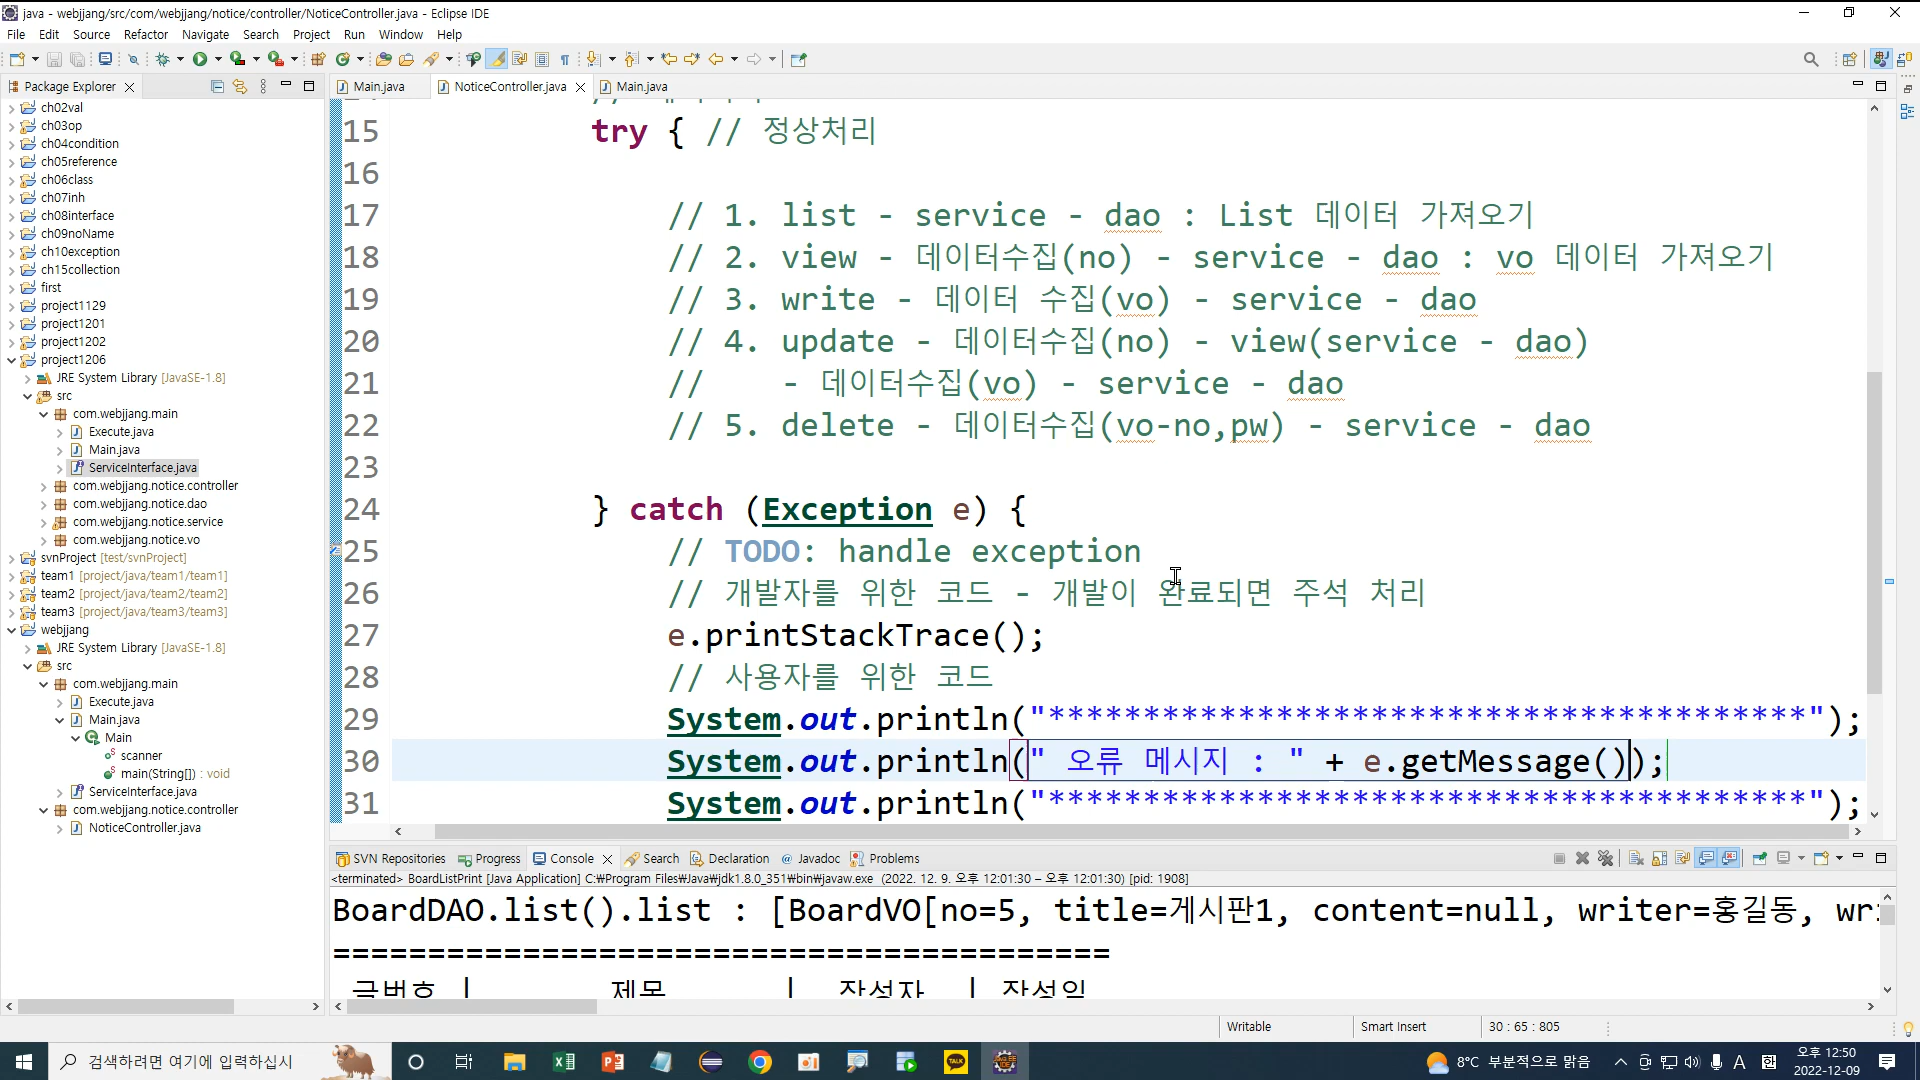 java - webjjang/src/com/webjjang/notice/controller/NoticeController.java - Eclipse IDE
File Edit Source Refactor Navigate Search Project Run Window Help
Package Explorer
ch02val
ch03op
ch04condition
ch05reference
ch06class
ch07inh
ch08interface
ch09noName
ch10exception
ch15collection
first
project1129
project1201
project1202
project1206
JRE System Library [JavaSE-1.8]
src
com.webjjang.main
Execute.java
Main.java
ServiceInterface.java
com.webjjang.notice.controller
com.webjjang.notice.dao
com.webjjang.notice.service
com.webjjang.notice.vo
svnProject [test/svnProject]
team1 [project/java/team1/team1]
team2 [project/java/team2/team2]
team3 [project/java/team3/team3]
webjjang
JRE System Library [JavaSE-1.8]
src
com.webjjang.main
Execute.java
Main.java
Main
scanner
main(String[]) : void
ServiceInterface.java
com.webjjang.notice.controller
NoticeController.java
Main.java NoticeController.java Main.java
15 try { // 정상처리
16
17 // 1. list - service - dao : List 데이터 가져오기
18 // 2. view - 데이터수집(no) - service - dao : vo 데이터 가져오기
19 // 3. write - 데이터 수집(vo) - service - dao
20 // 4. update - 데이터수집(no) - view(service - dao)
21 // - 데이터수집(vo) - service - dao
22 // 5. delete - 데이터수집(vo-no,pw) - service - dao
23
24 } catch (Exception e) {
25 // TODO: handle exception
26 // 개발자를 위한 코드 - 개발이 완료되면 주석 처리
27 e.printStackTrace();
28 // 사용자를 위한 코드
29 System.out.println("****************************************");
30 System.out.println(" 오류 메시지 : " + e.getMessage());
31 System.out.println("****************************************");
SVN Repositories Progress Console Search Declaration Javadoc Problems
<terminated> BoardListPrint [Java Application] C:₩Program Files₩Java₩jdk1.8.0_351₩bin₩javaw.exe (2022. 12. 9. 오후 12:01:30 – 오후 12:01:30) [pid: 1908]
BoardDAO.list().list : [BoardVO[no=5, title=게시판1, content=null, writer=홍길동, wri
=========================================
글번호 | 제목 | 작성자 | 작성일
Writable Smart Insert 30 : 65 : 805
검색하려면 여기에 입력하십시
TALK
8°C 부분적으로 맑음
A
오후 12:50
2022-12-09